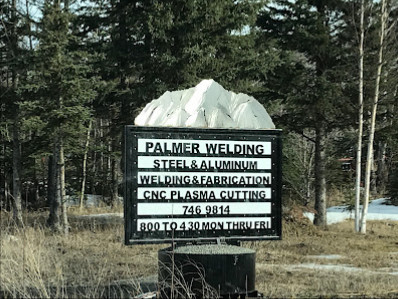 PALMER WELDING
STEEL & ALUMINUM
WELDING & FABRICATION
CNC PLASMA CUTTING
746 9814
800 TO 4 30 MON THRU FRI